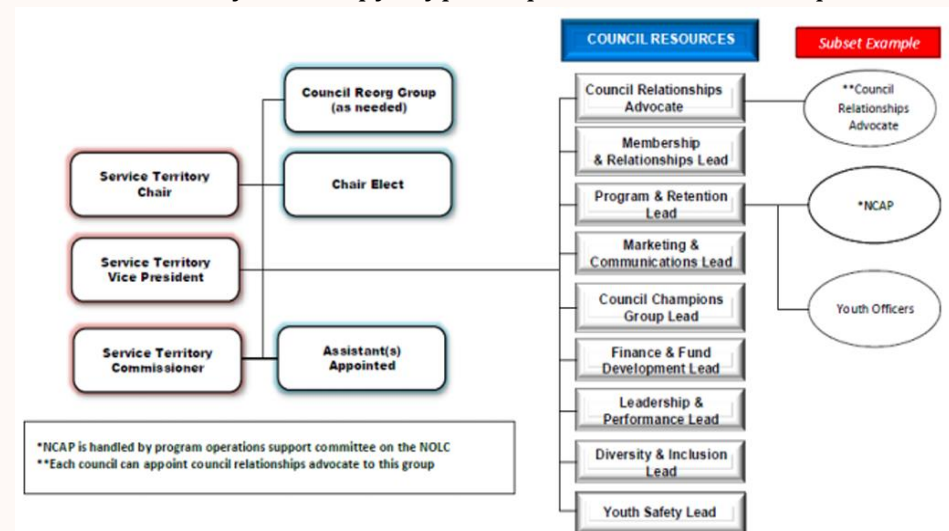 COUNCIL RESOURCES
Subset Example
Council Reorg Group
(as needed)
Service Territory
Chair
Chair Elect
Service Territory
Vice President
Service Territory
Commissioner
Assistant(s)
Appointed
Council Relationships
Advocate
Membership
& Relationships Lead
Program & Retention
Lead
Marketing &
Communications Lead
Council Champions
Group Lead
Finance & Fund
Development Lead
Leadership &
Performance Lead
Diversity & Inclusion
Lead
Youth Safety Lead
**Council
Relationships
Advocate
*NCAP
Youth Officers
*NCAP is handled by program operations support committee on the NOLC
**Each council can appoint council relationships advocate to this group